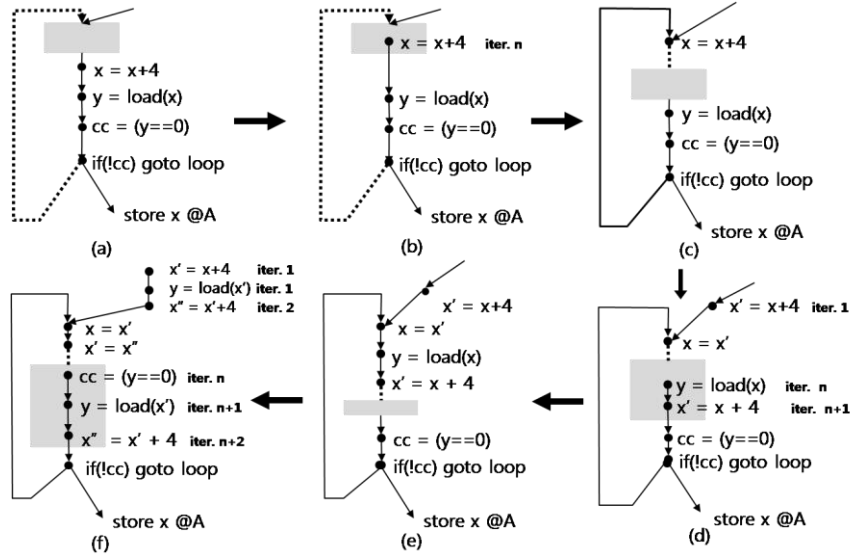 x = x+4
y = load(x)
cc = (y==0)
if(!cc) goto loop
store x @A
(a)
x = x+4 iter. n
y = load(x)
cc = (y==0)
if(!cc) goto loop
store x @A
(b)
x = x+4
y = load(x)
cc = (y==0)
if(!cc) goto loop
store x @A
(c)
x' = x+4 iter. 1
y = load(x') iter. 1
x" = x'+4 iter. 2
x = x'
x' = x"
cc = (y==0) iter. n
y = load(x') iter. n+1
x" = x' + 4 iter. n+2
if(!cc) goto loop
store x @A
(f)
x' = x+4
x = x'
y = load(x)
x' = x + 4
cc = (y==0)
if(!cc) goto loop
store x @A
(e)
x' = x+4 iter. 1
x = x'
y = load(x) iter. n
x' = x + 4 iter. n+1
cc = (y==0)
if(!cc) goto loop
store x @A
(d)